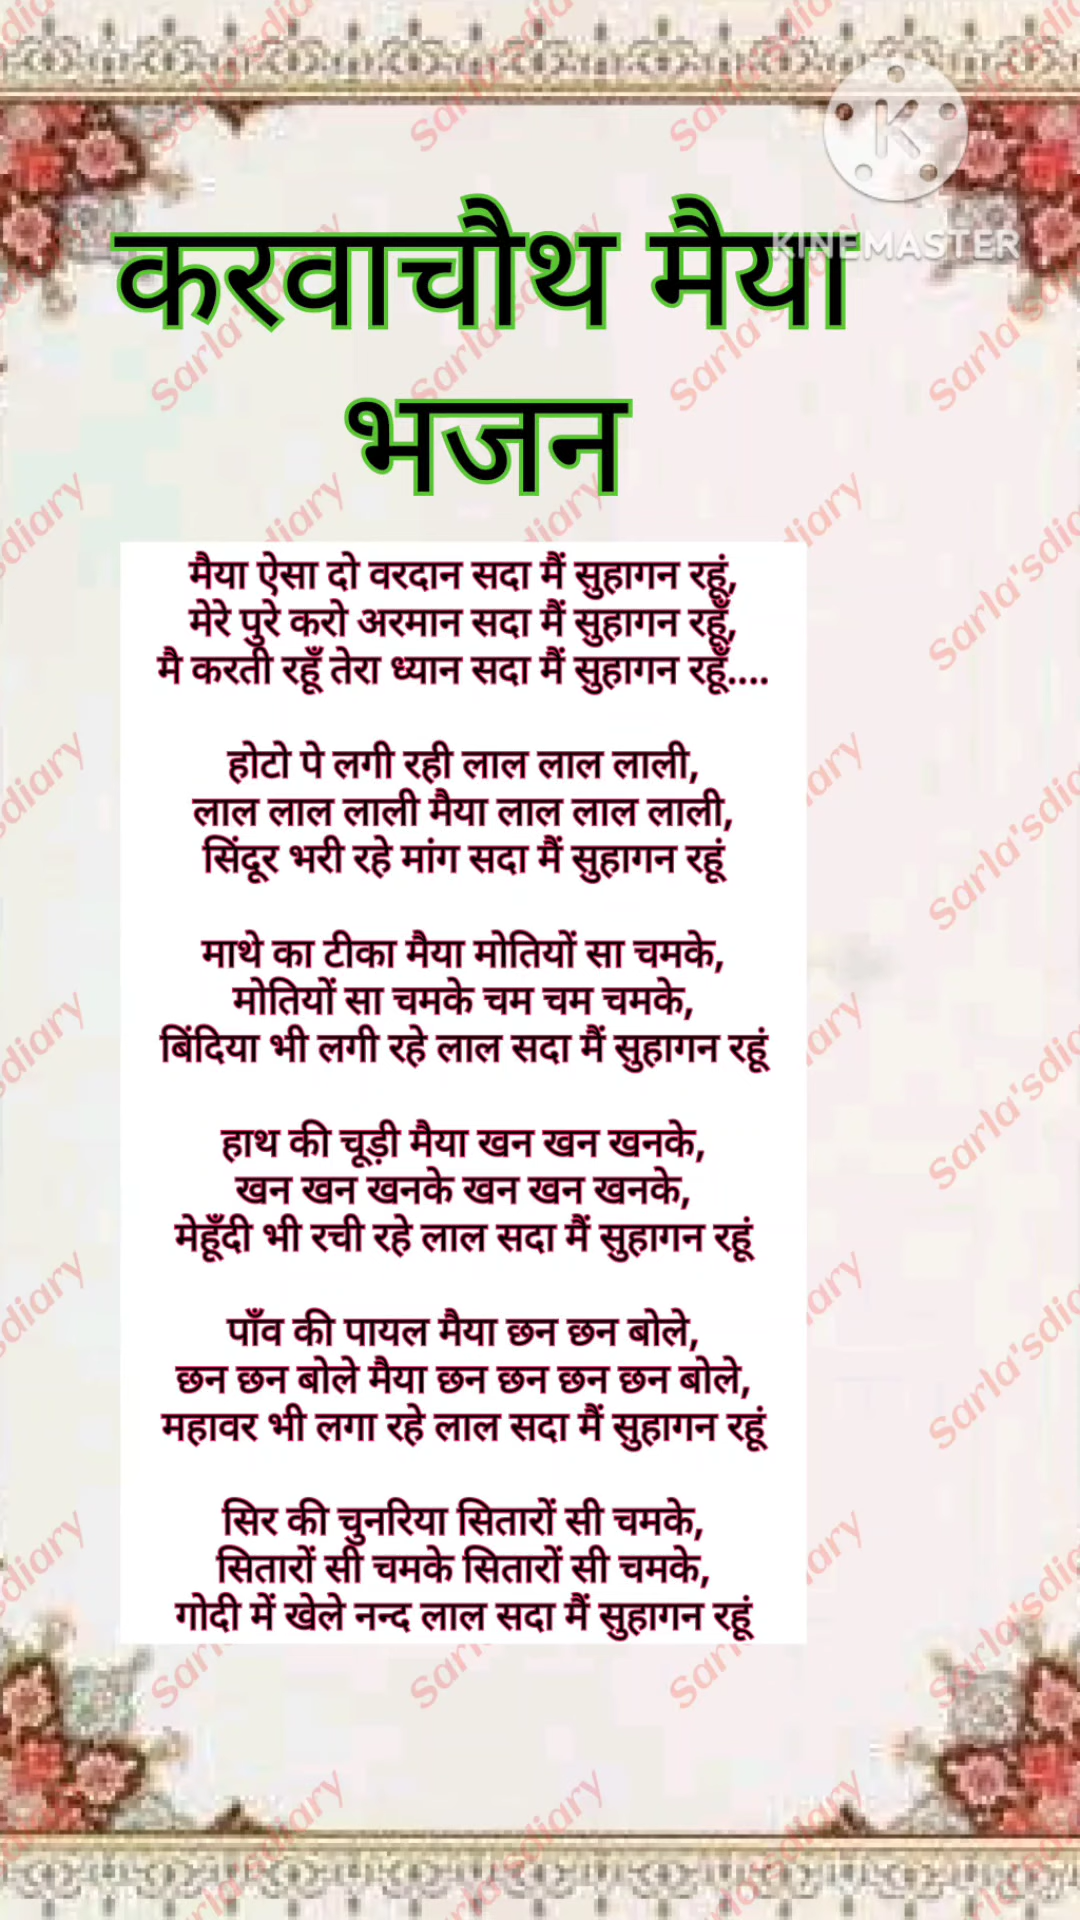 करवाचौथ मैया
भजन
KINEMASTER
मैया ऐसा दो वरदान सदा मैं सुहागन रहूं,
मेरे पुरे करो अरमान सदा मैं सुहागन रहूँ,
मै करती रहूँ तेरा ध्यान सदा मैं सुहागन रहूँ....
होटो पे लगी रही लाल लाल लाली,
लाल लाल लाली मैया लाल लाल लाली,
सिंदूर भरी रहे मांग सदा मैं सुहागन रहूं
माथे का टीका मैया मोतियों सा चमके,
मोतियों सा चमके चम चम चमके,
बिंदिया भी लगी रहे लाल सदा मैं सुहागन रहूं
हाथ की चूड़ी मैया खन खन खनके,
खन खन खनके खन खन खनके,
मेहूँदी भी रची रहे लाल सदा मैं सुहागन रहूं
पाँव की पायल मैया छन छन बोले,
छन छन बोले मैया छन छन छन छन बोले,
महावर भी लगा रहे लाल सदा मैं सुहागन रहूं
सिर की चुनरिया सितारों सी चमके,
सितारों सी चमके सितारों सी चमके,
गोदी में खेले नन्द लाल सदा मैं सुहागन रहूं
Sarla'sdiary